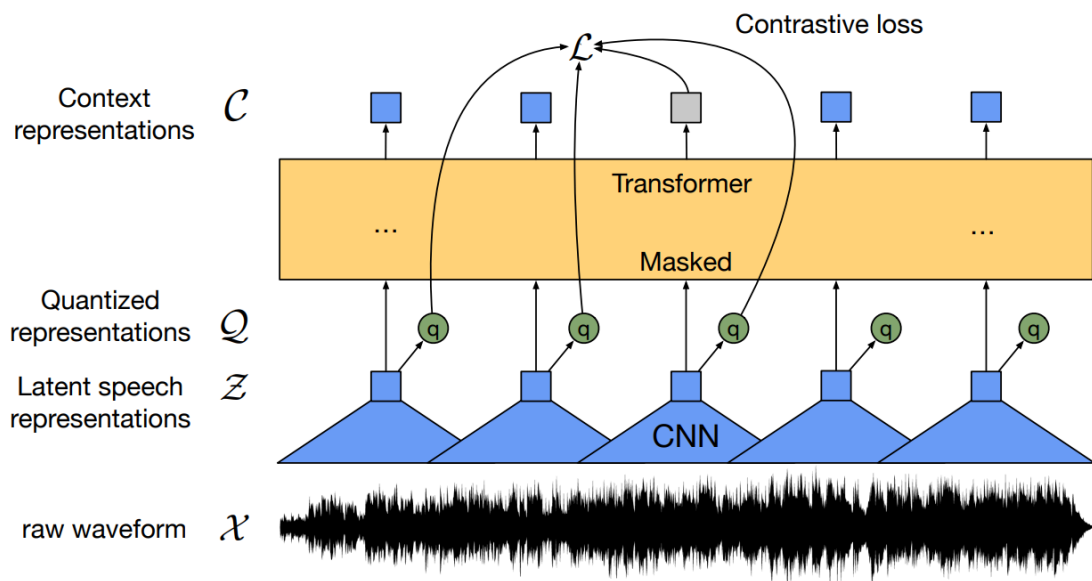 Contrastive loss
ℒ
Context
representations
𝒞
Transformer
...
...
Masked
Quantized
representations
𝒬
q
q
q
q
q
Latent speech
representations
𝒵
CNN
raw waveform
𝒳